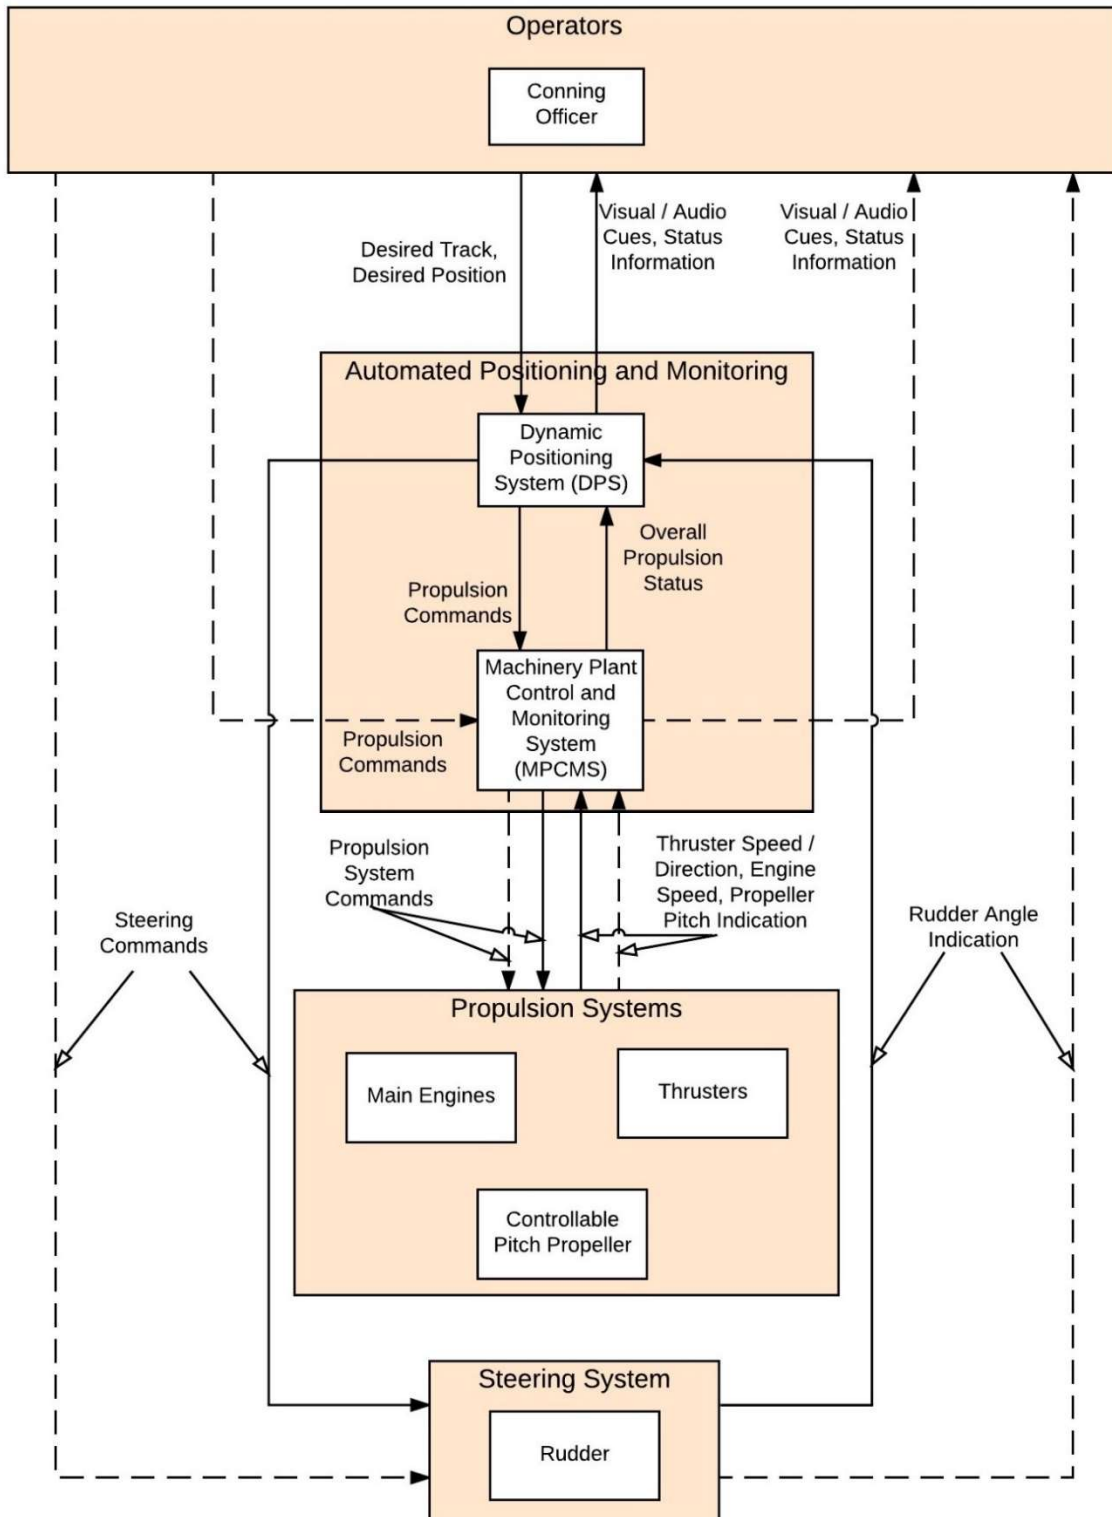 Operators
Conning
Officer
Desired Track,
Desired Position
Visual / Audio
Cues, Status
Information
Visual / Audio
Cues, Status
Information
Automated Positioning and Monitoring
Dynamic
Positioning
System (DPS)
Propulsion
Commands
Overall
Propulsion
Status
Machinery Plant
Control and
Monitoring
System
(MPCMS)
Propulsion
Commands
Propulsion
System
Commands
Thruster Speed /
Direction, Engine
Speed, Propeller
Pitch Indication
Steering
Commands
Rudder Angle
Indication
Propulsion Systems
Main Engines
Thrusters
Controllable
Pitch Propeller
Steering System
Rudder